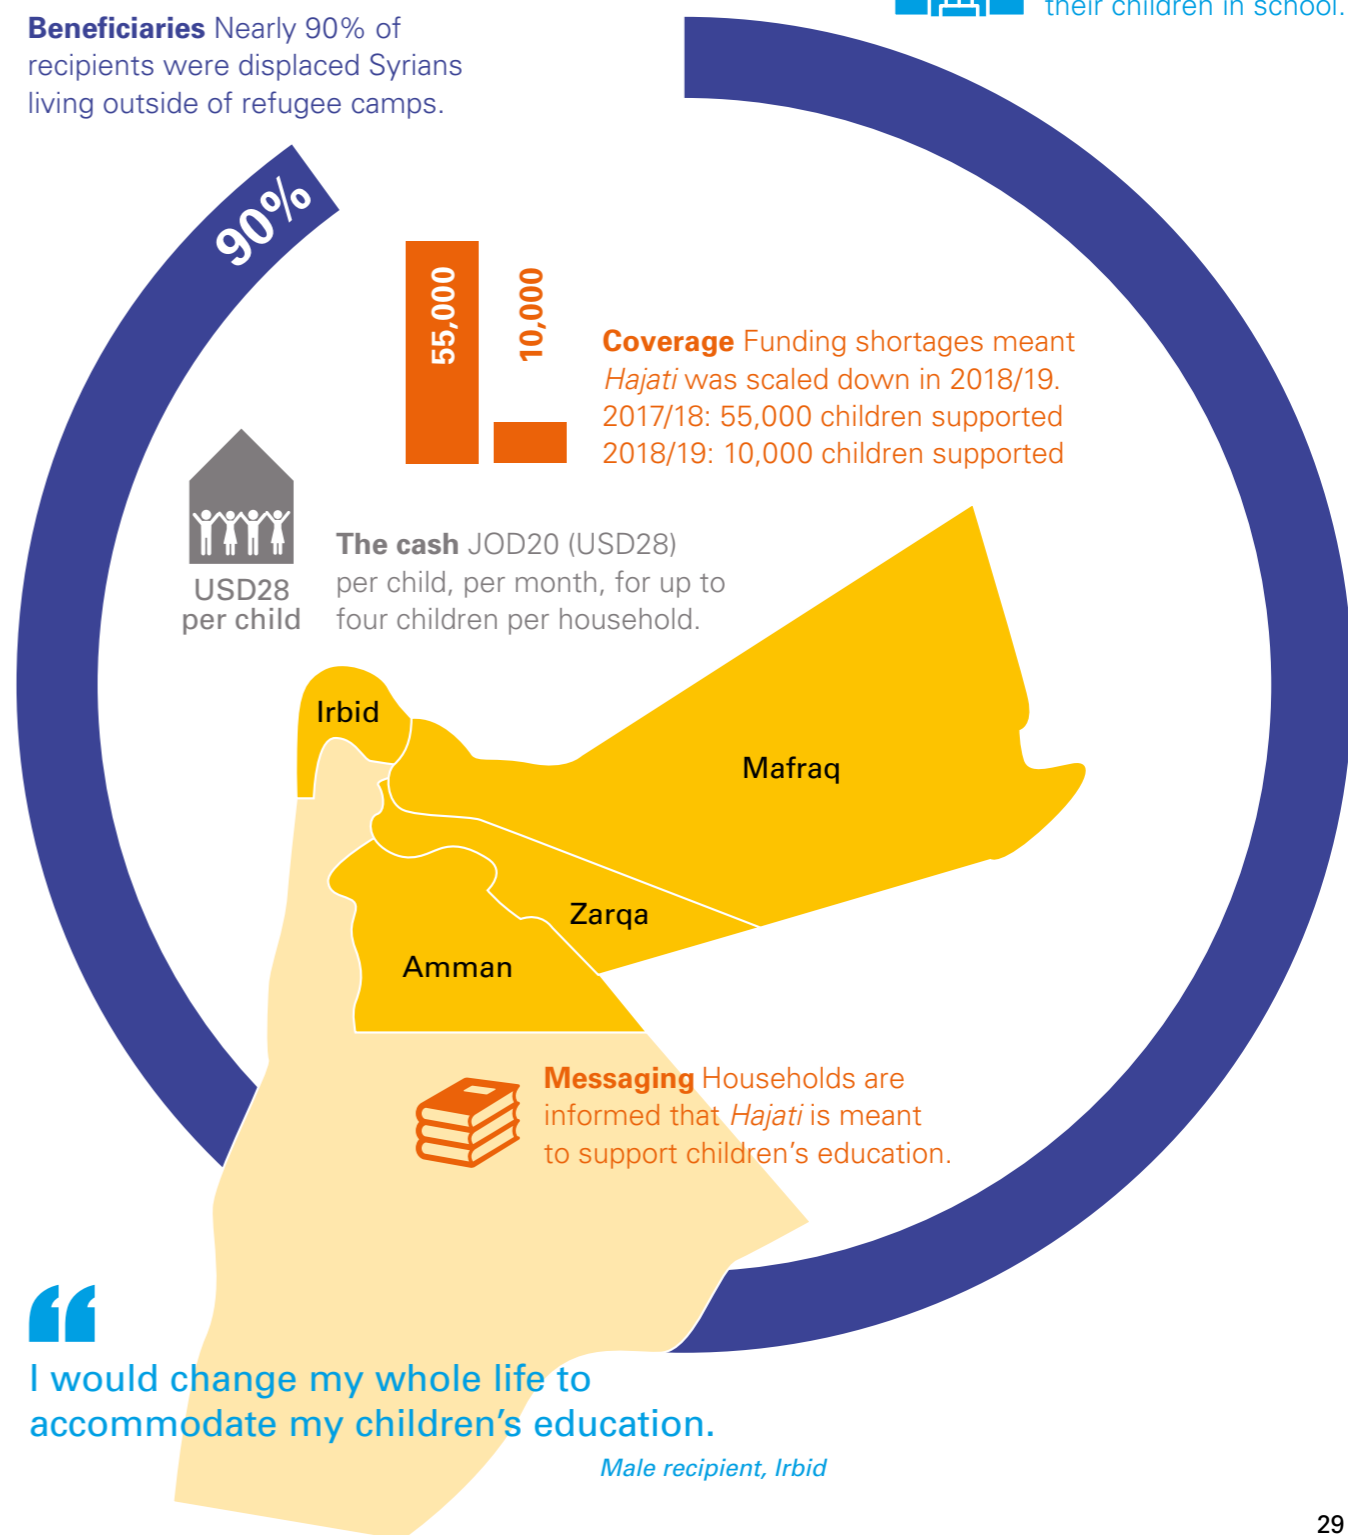 their children in school.
Beneficiaries Nearly 90% of
recipients were displaced Syrians
living outside of refugee camps.
90%
55,000
10,000
Coverage Funding shortages meant
Hajati was scaled down in 2018/19.
2017/18: 55,000 children supported
2018/19: 10,000 children supported
USD28
per child
The cash JOD20 (USD28)
per child, per month, for up to
four children per household.
Irbid
Mafraq
Zarqa
Amman
Messaging Households are
informed that Hajati is meant
to support children’s education.
“
I would change my whole life to
accommodate my children’s education.
Male recipient, Irbid
29